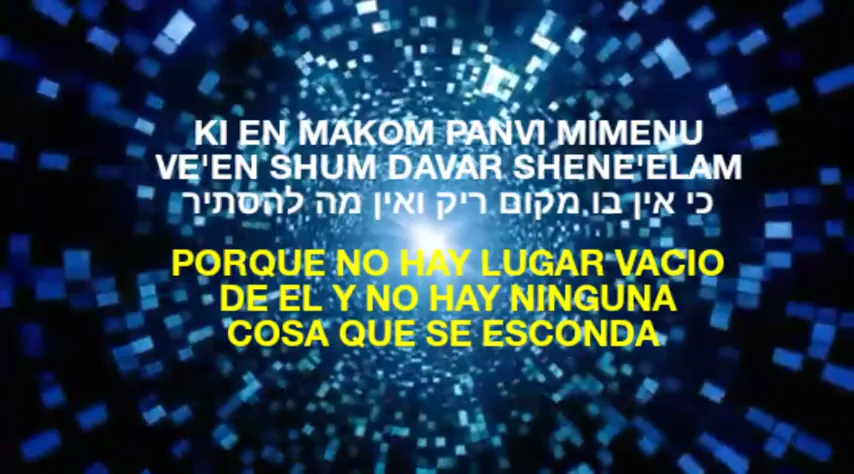 KI EN MAKOM PANVI MIMENU
VE'EN SHUM DAVAR SHENE'ELAM
כי אין בו מקום ריק ואין מה להסתיר
PORQUE NO HAY LUGAR VACIO
DE EL Y NO HAY NINGUNA
COSA QUE SE ESCONDA